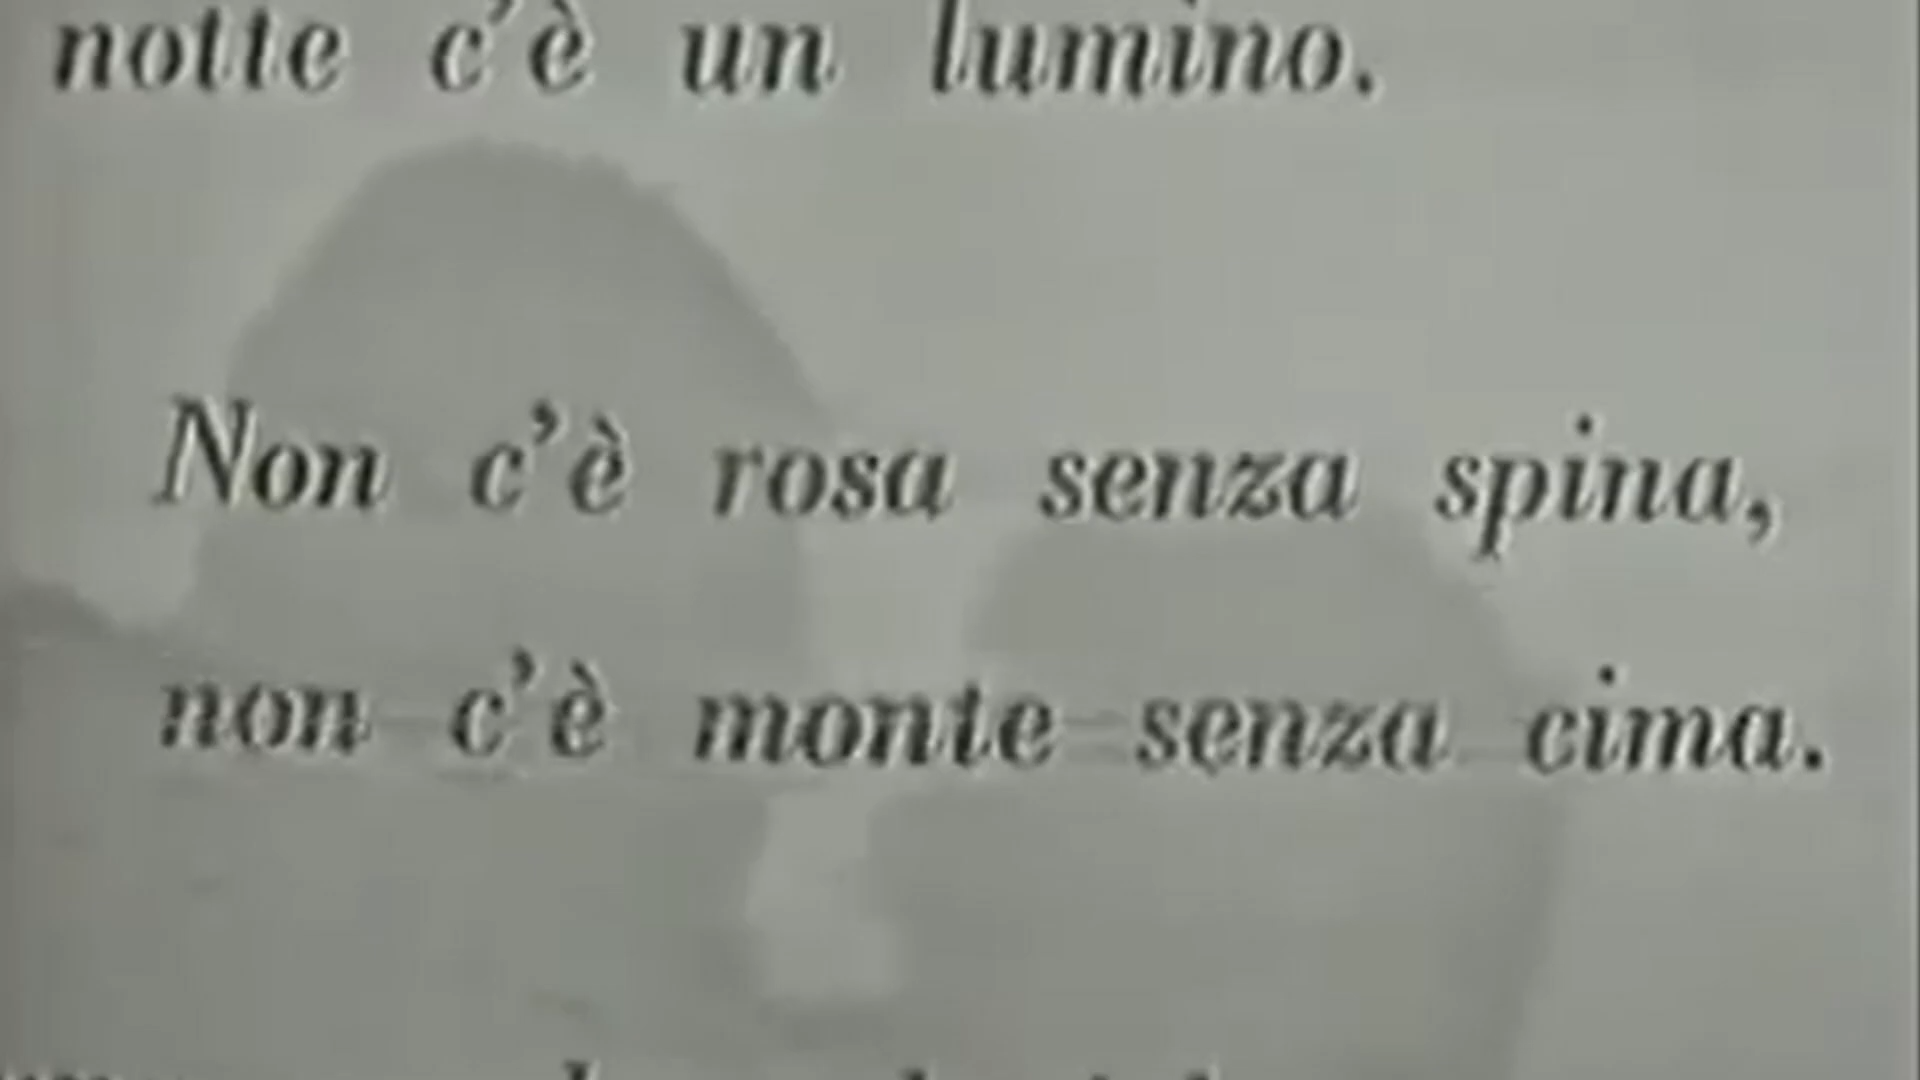 notte c'è un lumino.
Non c'è rosa senza spina,
non c'è monte senza cima.